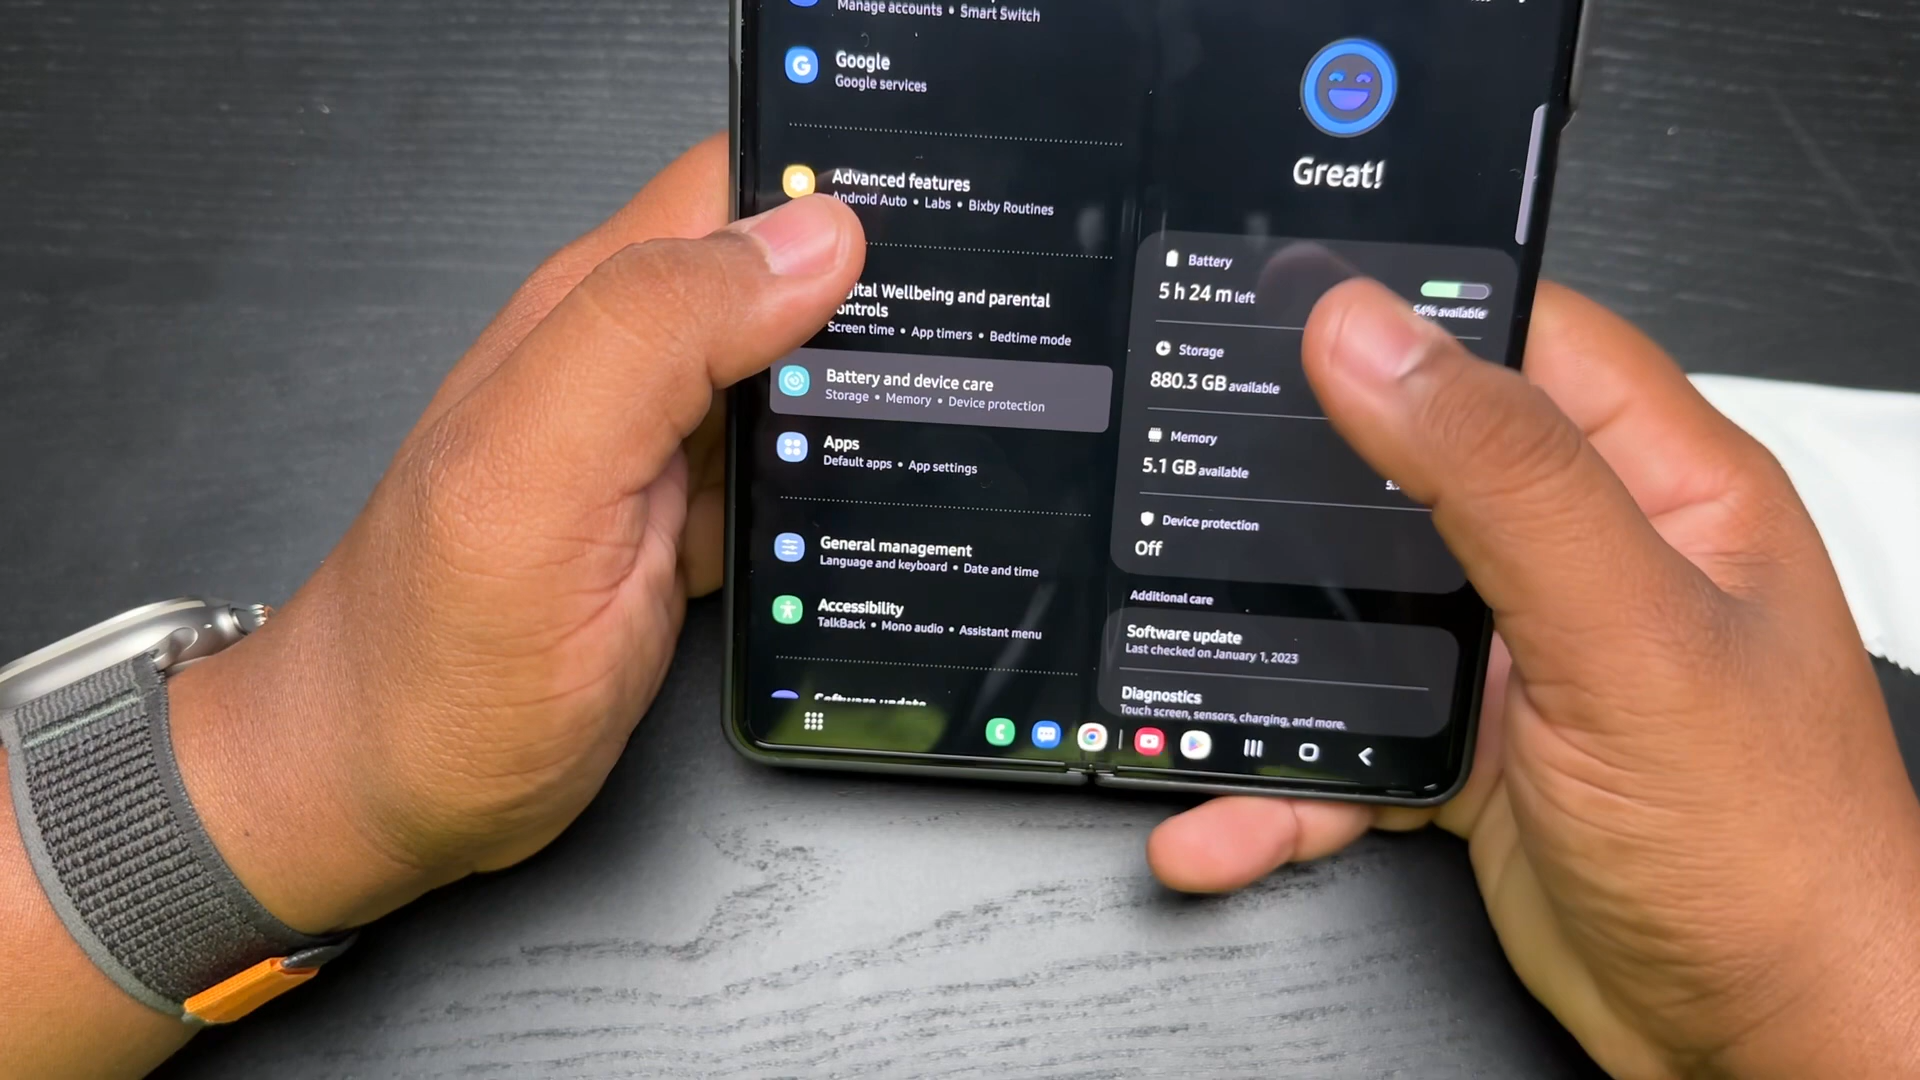 Manage accounts • Smart Switch
Google
Google services
Advanced features
Android Auto • Labs • Bixby Routines
Wellbeing and parental
Screen time • App timers • Bedtime mode
Battery and device care
Storage • Memory • Device protection
Apps
Default apps • App settings
General management
Language and keyboard • Date and time
Accessibility
TalkBack • Mono audio • Assistant menu
Software update
Great!
Battery
5 h 24 m left
54% available
Storage
880.3 GB available
Memory
5.1 GB available
Device protection
Off
Additional care
Software update
Last checked on January 1, 2023
Diagnostics
Touch screen, sensors, charging, and more.